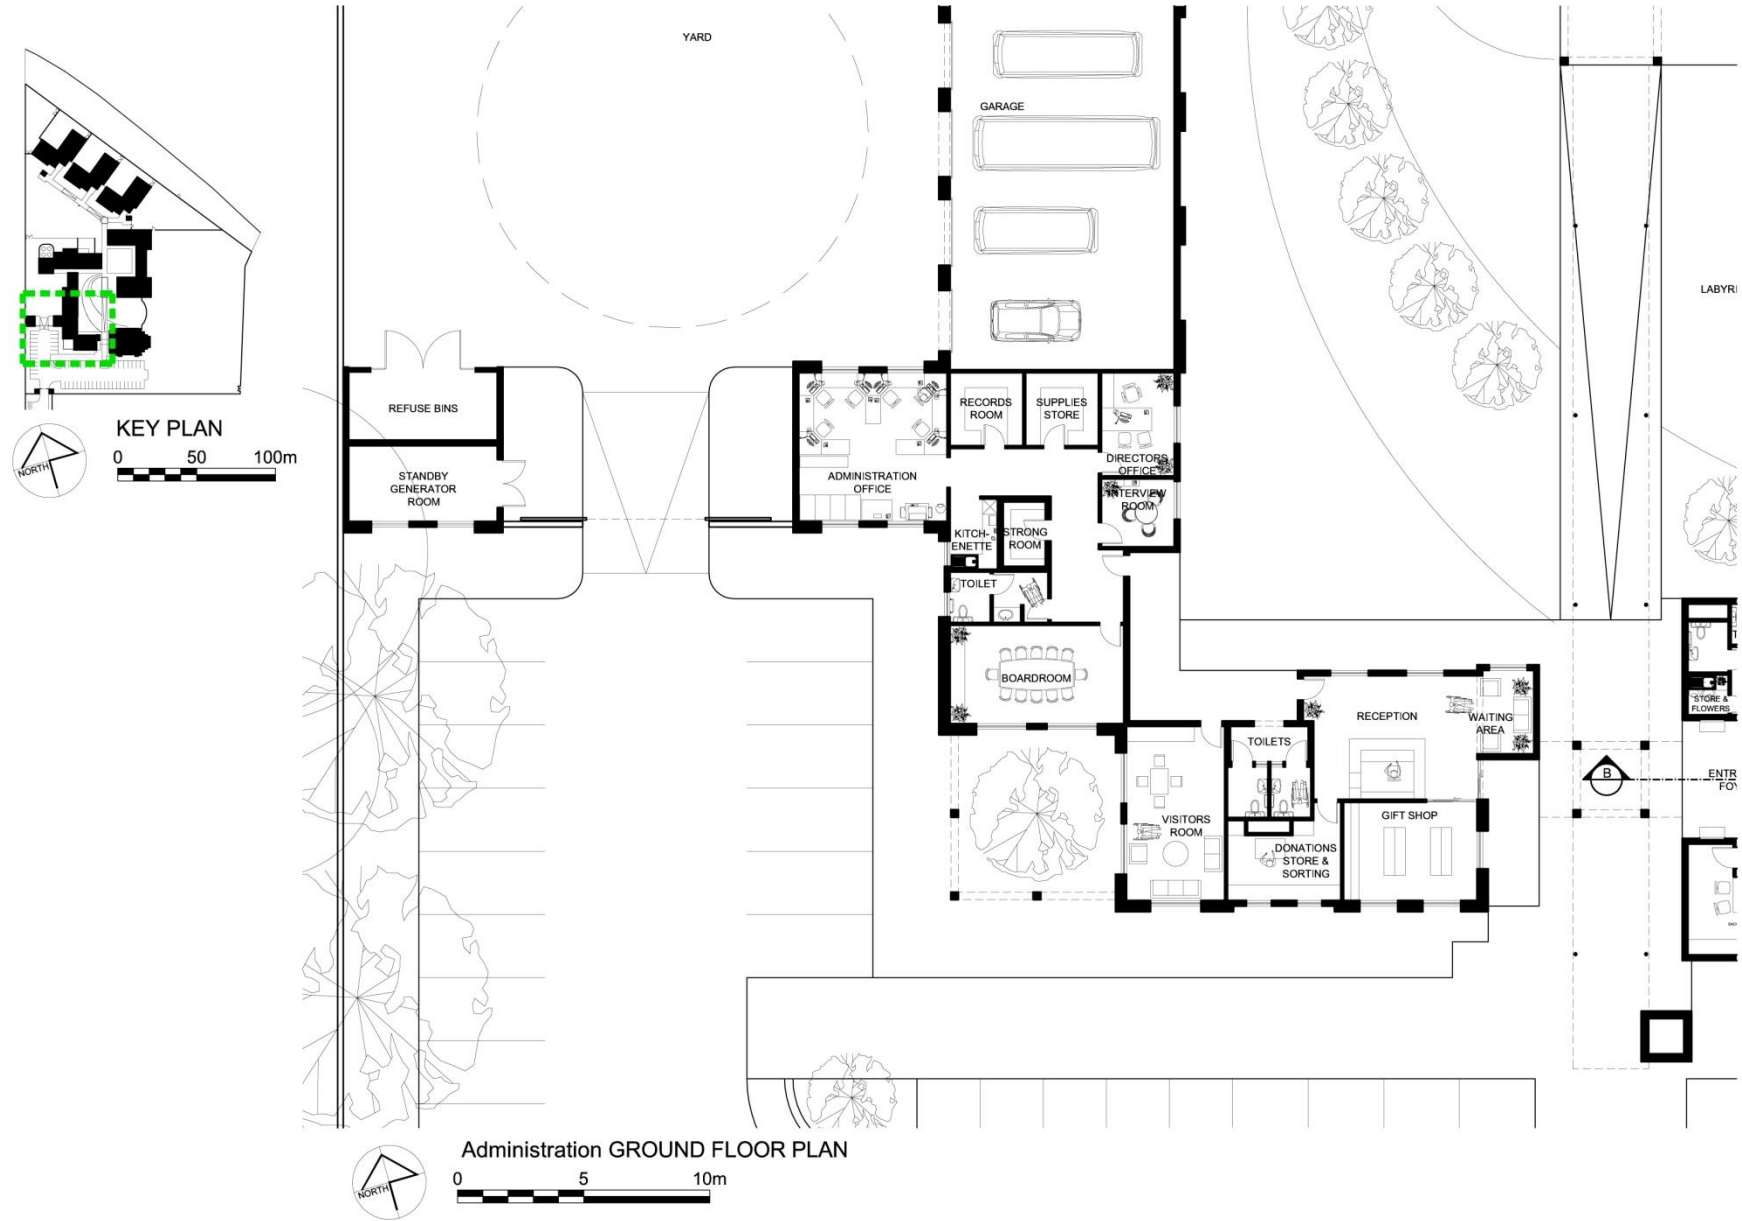 YARD
GARAGE
LABYRI
REFUSE BINS
STANDBY
GENERATOR
ROOM
ADMINISTRATION
OFFICE
RECORDS
ROOM
SUPPLIES
STORE
DIRECTORS
OFFICE
INTERVIEW
ROOM
KITCH-
ENETTE
STRONG
ROOM
TOILET
BOARDROOM
TOILETS
RECEPTION
WAITING
AREA
STORE &
FLOWERS
B
ENTR
FOY
VISITORS
ROOM
DONATIONS
STORE &
SORTING
GIFT SHOP
KEY PLAN
NORTH
0 50 100m
Administration GROUND FLOOR PLAN
NORTH
0 5 10m